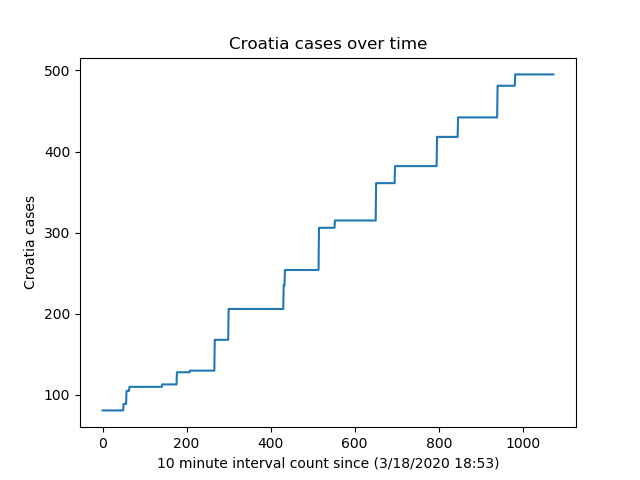 Croatia cases over time
500
400
300
200
100
Croatia cases
0 200 400 600 800 1000
10 minute interval count since (3/18/2020 18:53)